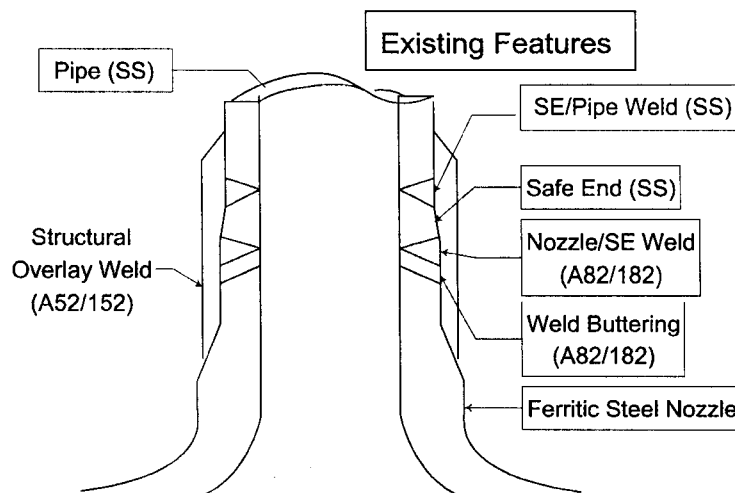 Existing Features
Pipe (SS)
SE/Pipe Weld (SS)
Safe End (SS)
Structural
Overlay Weld
(A52/152)
Nozzle/SE Weld
(A82/182)
Weld Buttering
(A82/182)
Ferritic Steel Nozzle